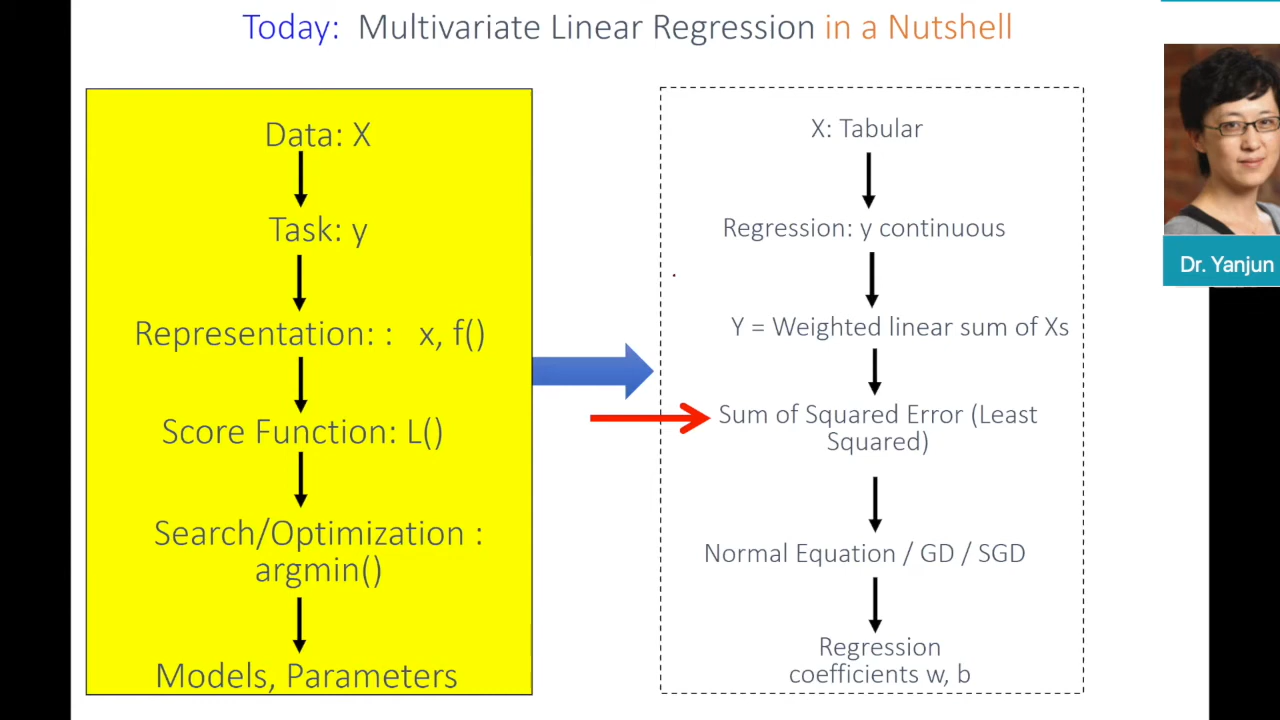 Today: Multivariate Linear Regression in a Nutshell
Data: X
Task: y
Representation: : x, f()
Score Function: L()
Search/Optimization :
argmin()
Models, Parameters
X: Tabular
Regression: y continuous
Y = Weighted linear sum of Xs
Sum of Squared Error (Least
Squared)
Normal Equation / GD / SGD
Regression
coefficients w, b
Dr. Yanjun